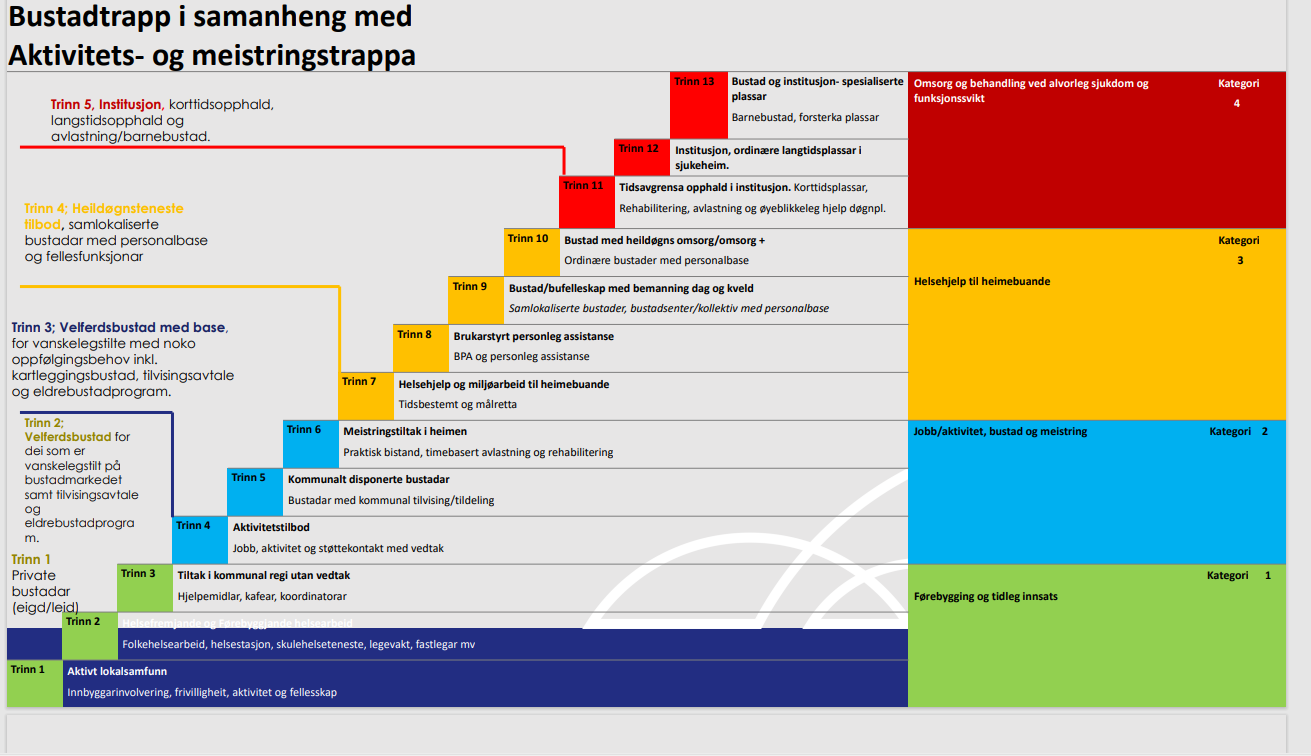 Bustadtrapp i samanheng med
Aktivitets- og meistringstrappa
Trinn 5, Institusjon, korttidsopphald,
langstidsopphald og
avlastning/barnebustad.
Trinn 4; Heildøgnsteneste
tilbod, samlokaliserte
bustadar med personalbase
og fellesfunksjonar
Trinn 3; Velferdsbustad med base,
for vanskelegstilte med noko
oppfølgingsbehov inkl.
kartleggingsbustad, tilvisingsavtale
og eldrebustadprogram.
Trinn 2;
Velferdsbustad for
dei som er
vanskelegstilt på
bustadmarkedet
samt tilvisingsavtale
og
eldrebustadprogra
m.
Trinn 1
Private
bustadar
(eigd/leid)
Trinn 13
Bustad og institusjon- spesialiserte
plassar
Barnebustad, forsterka plassar
Trinn 12
Institusjon, ordinære langtidsplassar i
sjukeheim.
Trinn 11
Tidsavgrensa opphald i institusjon. Korttidsplassar,
Rehabilitering, avlastning og øyeblikkeleg hjelp døgnpl.
Trinn 10
Bustad med heildøgns omsorg/omsorg +
Ordinære bustader med personalbase
Trinn 9
Bustad/bufelleskap med bemanning dag og kveld
Samlokaliserte bustader, bustadsenter/kollektiv med personalbase
Trinn 8
Brukarstyrt personleg assistanse
BPA og personleg assistanse
Trinn 7
Helsehjelp og miljøarbeid til heimebuande
Tidsbestemt og målretta
Trinn 6
Meistringstiltak i heimen
Praktisk bistand, timebasert avlastning og rehabilitering
Trinn 5
Kommunalt disponerte bustadar
Bustadar med kommunal tilvising/tildeling
Trinn 4
Aktivitetstilbod
Jobb, aktivitet og støttekontakt med vedtak
Trinn 3
Tiltak i kommunal regi utan vedtak
Hjelpemidlar, kafear, koordinatorar
Trinn 2
Helsefremjande og Førebyggjande helsearbeid
Folkehelsearbeid, helsestasjon, skulehelseteneste, legevakt, fastlegar mv
Trinn 1
Aktivt lokalsamfunn
Innbyggarinvolvering, frivilligheit, aktivitet og fellesskap
Omsorg og behandling ved alvorleg sjukdom og
funksjonssvikt
Kategori
4
Kategori
3
Helsehjelp til heimebuande
Jobb/aktivitet, bustad og meistring
Kategori 2
Kategori 1
Førebygging og tidleg innsats